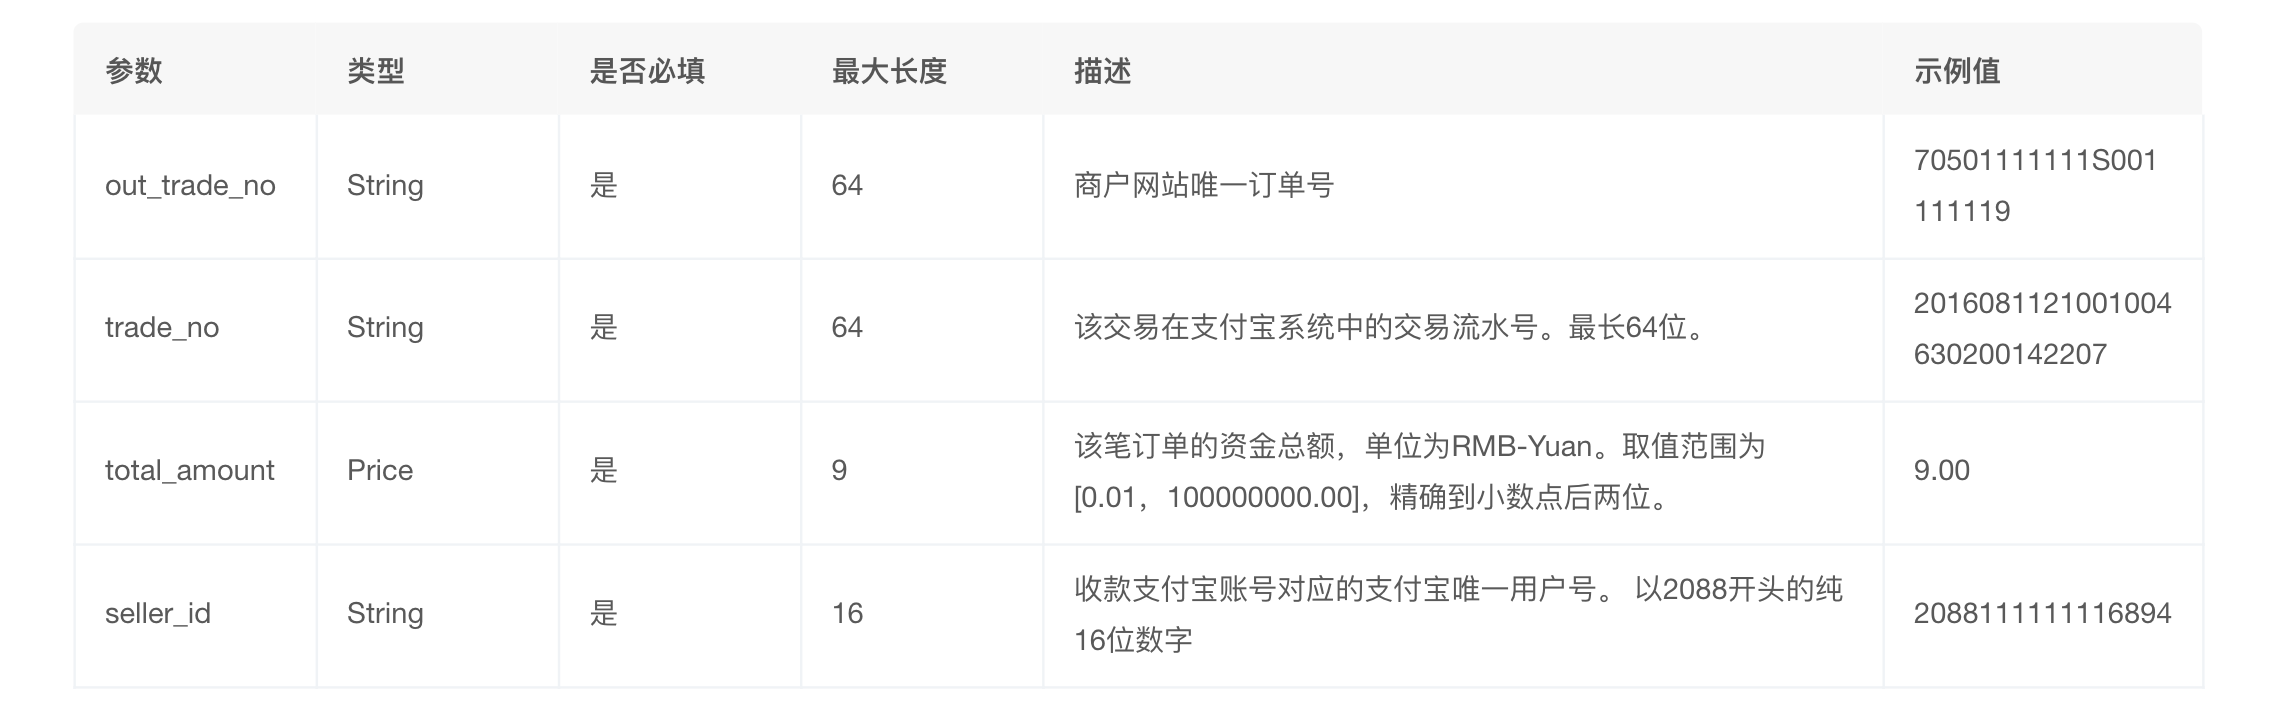 参数 类型 是否必填 最大长度 描述 示例值
out_trade_no String 是 64 商户网站唯一订单号 70501111111S001
111119
trade_no String 是 64 该交易在支付宝系统中的交易流水号。最长64位。 2016081121001004
630200142207
total_amount Price 是 9 该笔订单的资金总额，单位为RMB-Yuan。取值范围为
[0.01，100000000.00]，精确到小数点后两位。 9.00
seller_id String 是 16 收款支付宝账号对应的支付宝唯一用户号。 以2088开头的纯
16位数字 2088111111116894